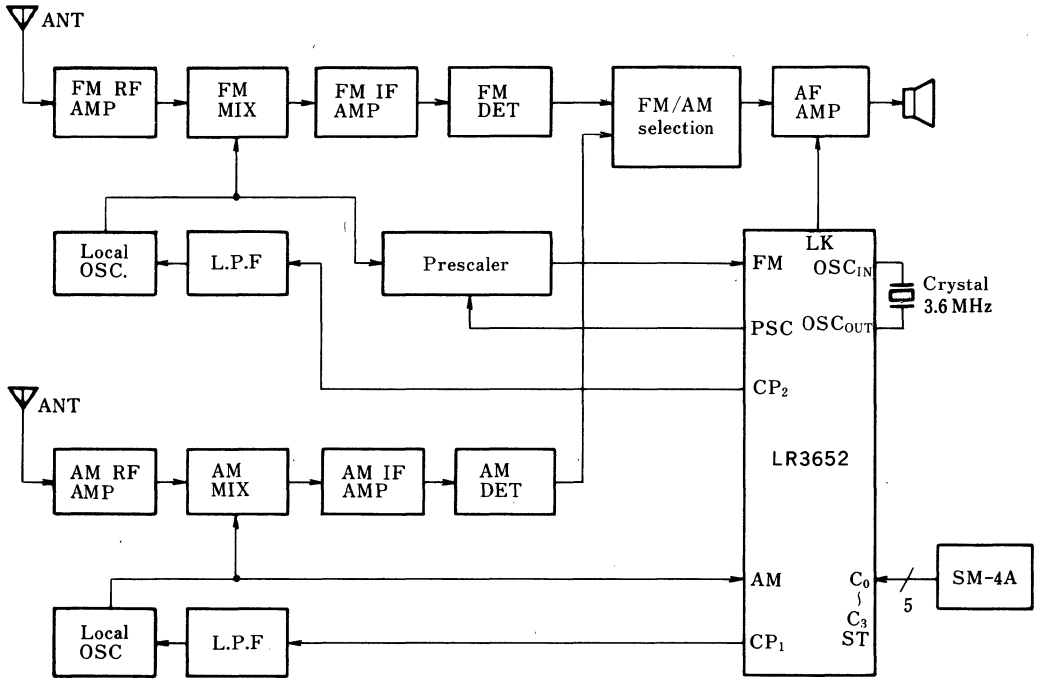 ANT
FM RF
AMP
FM
MIX
FM IF
AMP
FM
DET
FM/AM
selection
AF
AMP
Local
OSC.
L.P.F
Prescaler
LK
FM
OSCIN
Crystal
3.6 MHz
PSC
OSCOUT
CP2
ANT
LR3652
AM RF
AMP
AM
MIX
AM IF
AMP
AM
DET
AM
C0
~
C3
ST
5
SM-4A
Local
OSC
L.P.F
CP1